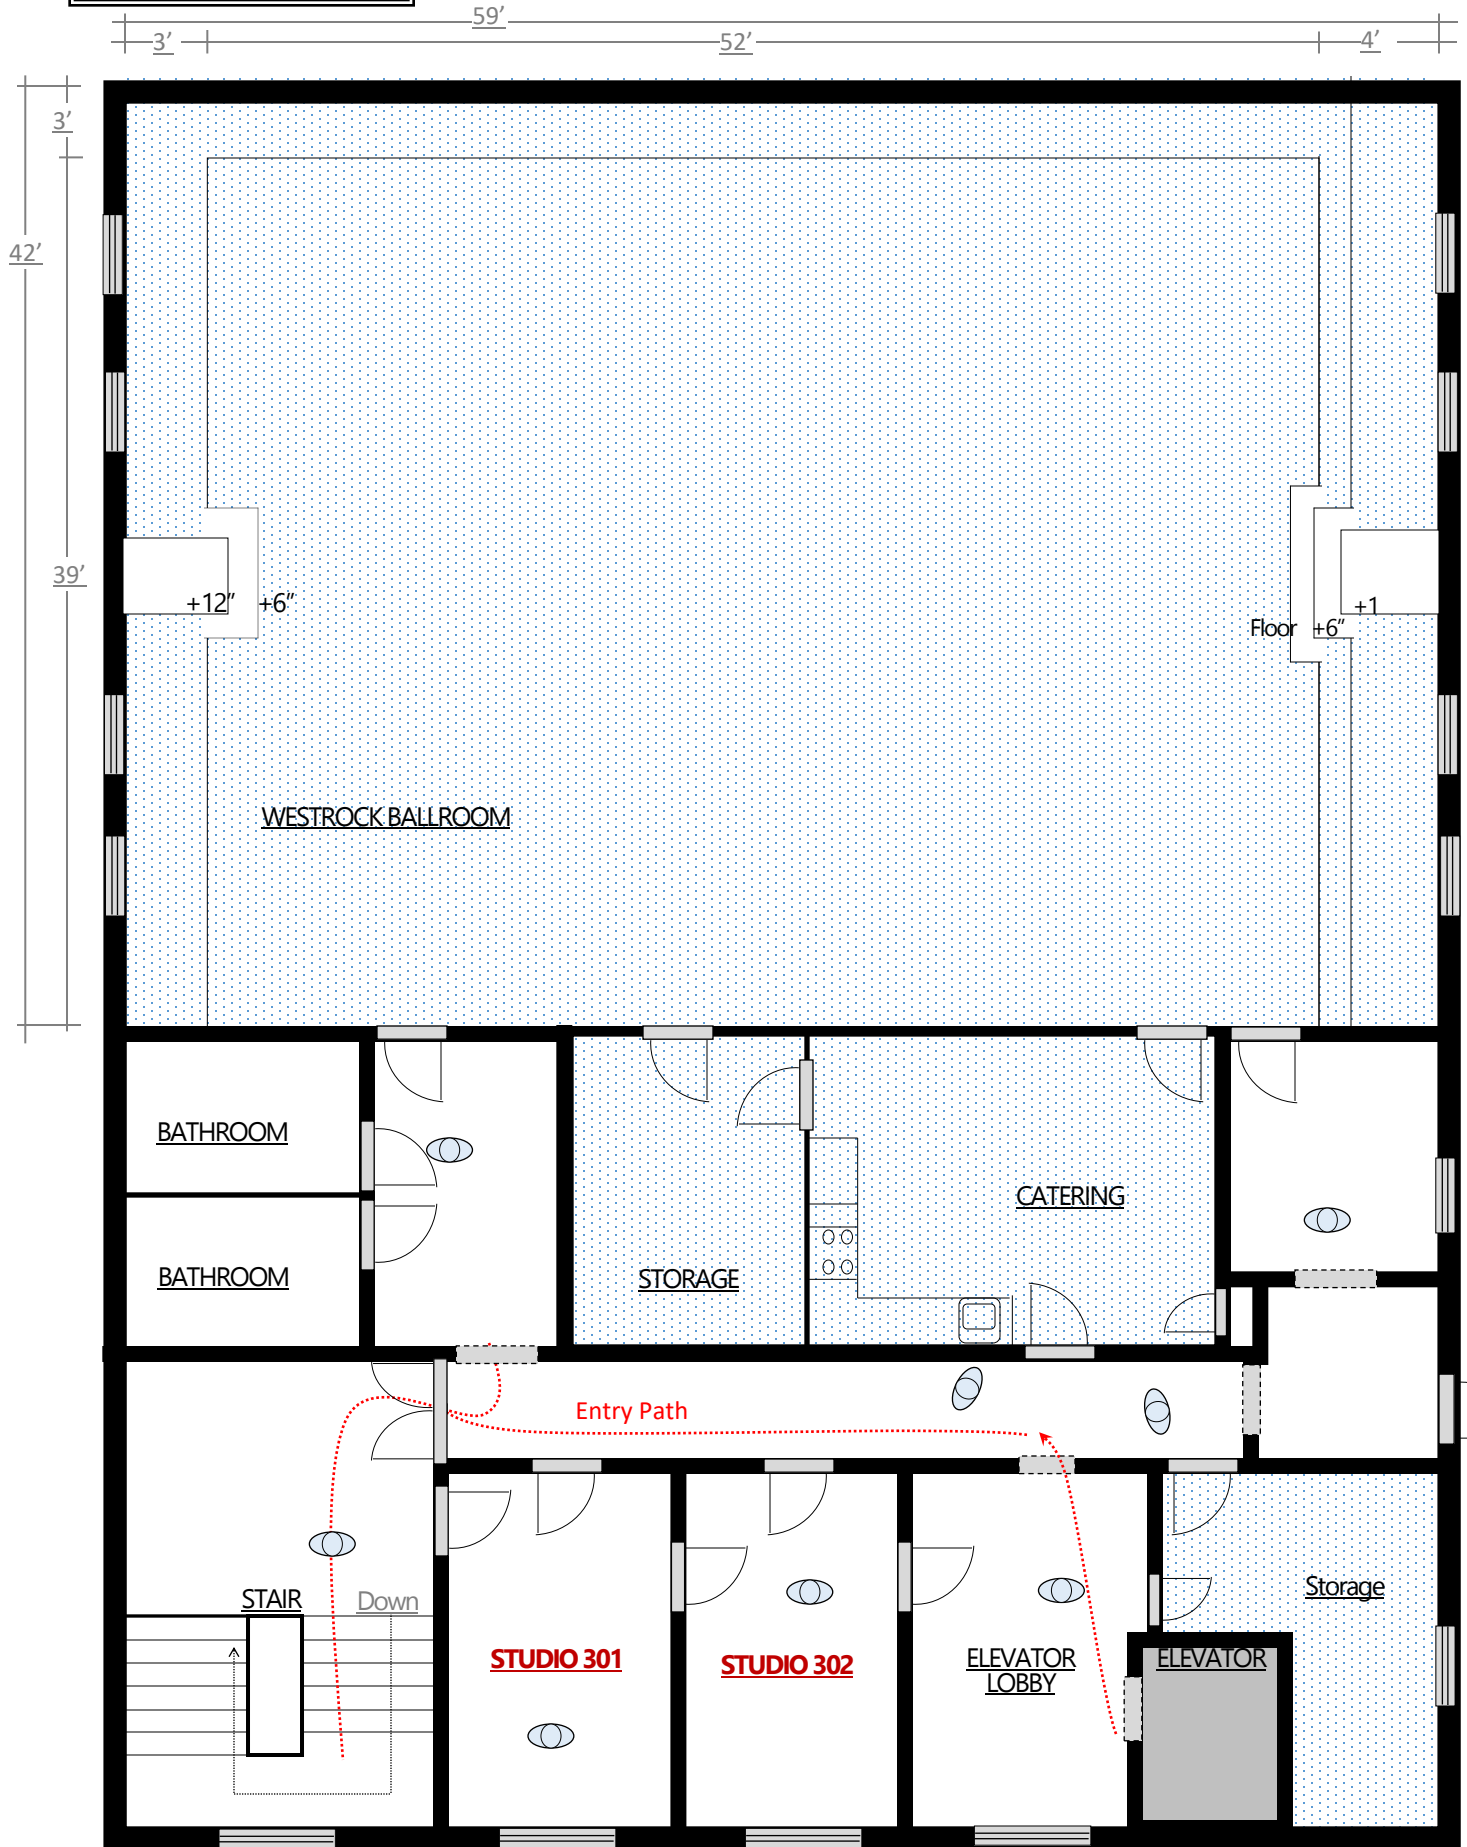 59’
3’
52’
4’
3’
42’
39’
+12” +6”
+1
Floor +6”
WESTROCK BALLROOM
BATHROOM
CATERING
BATHROOM
STORAGE
Entry Path
STAIR
Down
Storage
STUDIO 301
STUDIO 302
ELEVATOR
LOBBY
ELEVATOR